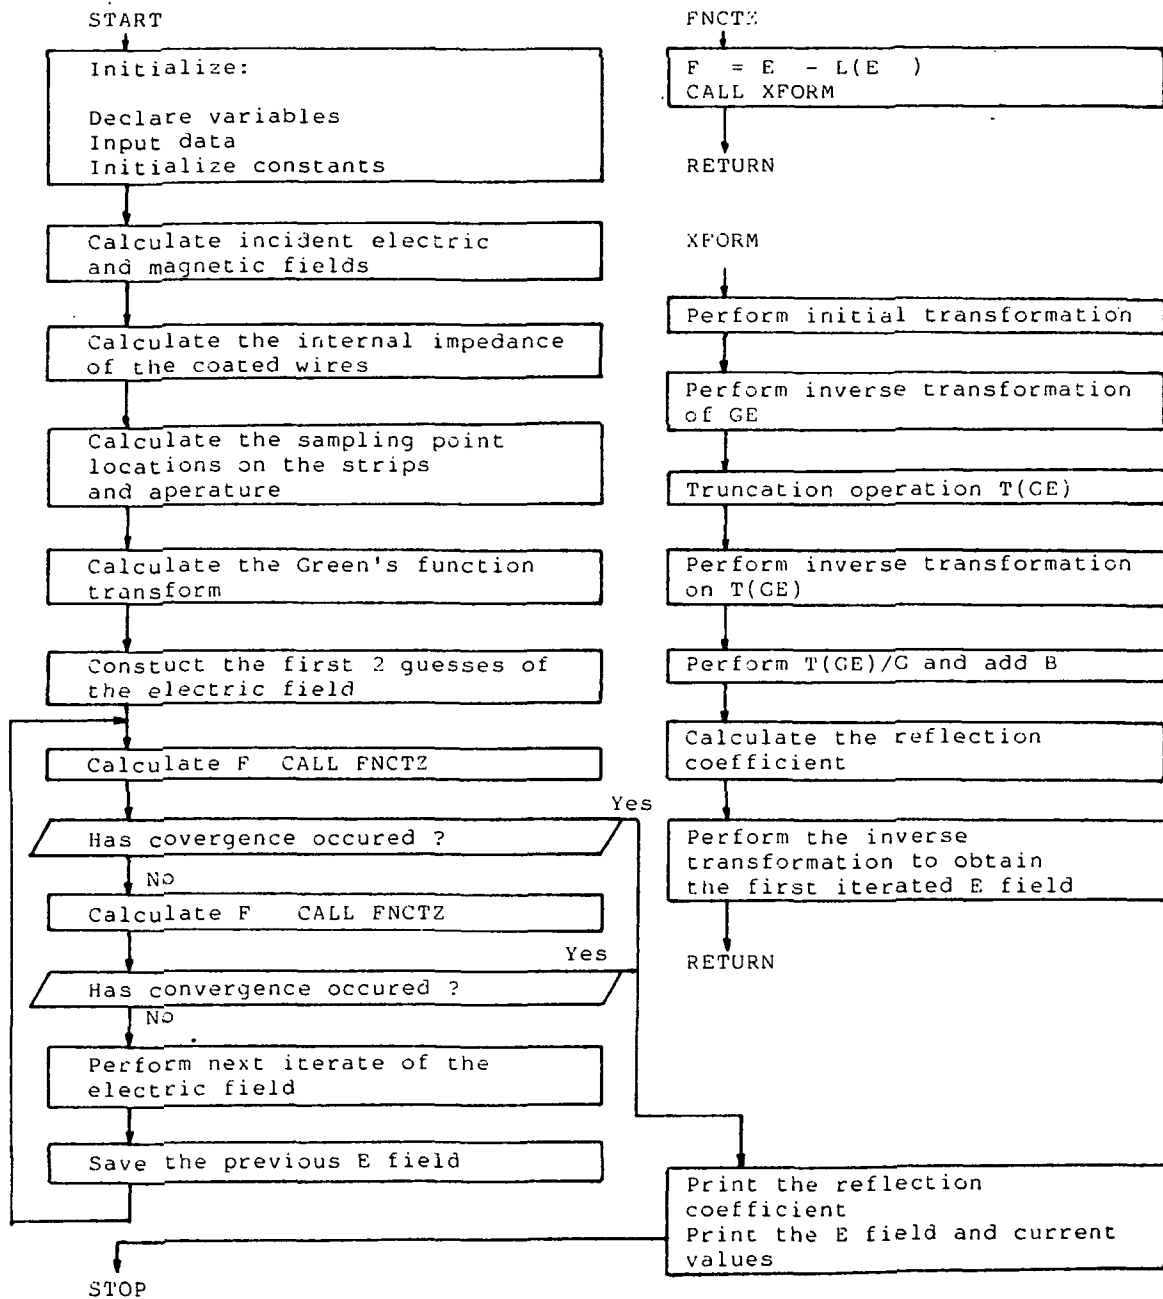 START
Initialize:
Declare variables
Input data
Initialize constants
Calculate incident electric
and magnetic fields
Calculate the internal impedance
of the coated wires
Calculate the sampling point
locations on the strips
and aperature
Calculate the Green's function
transform
Constuct the first 2 guesses of
the electric field
Calculate F CALL FNCTZ
Yes
Has covergence occured ?
No
Calculate F CALL FNCTZ
Yes
Has convergence occured ?
No
Perform next iterate of the
electric field
Save the previous E field
STOP
FNCTZ
F = E - L(E )
CALL XFORM
RETURN
XFORM
Perform initial transformation
Perform inverse transformation
of GE
Truncation operation T(GE)
Perform inverse transformation
on T(GE)
Perform T(GE)/G and add B
Calculate the reflection
coefficient
Perform the inverse
transformation to obtain
the first iterated E field
RETURN
Print the reflection
coefficient
Print the E field and current
values